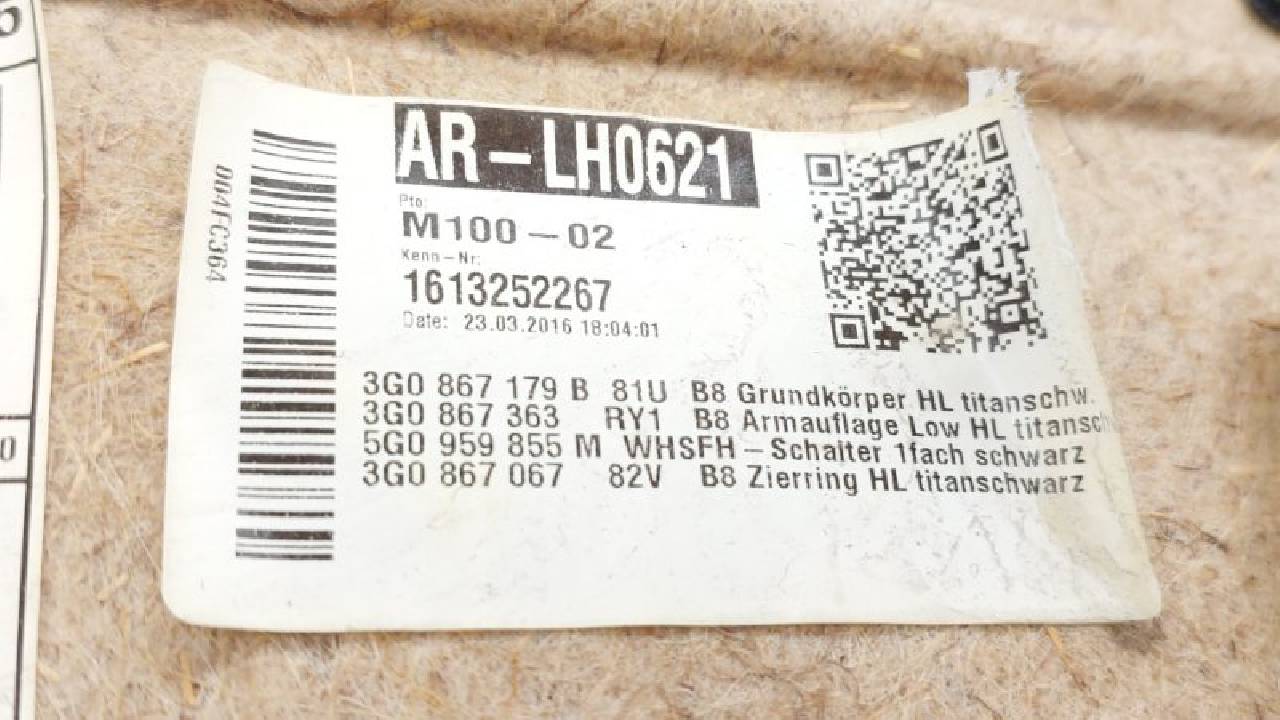 004FC364
AR-LH0621
Pto:
M100-02
Kenn-Nr:
1613252267
Date: 23.03.2016 18:04:01
3G0 867 179 B 81U B8 Grundkörper HL titanschw.
3G0 867 363 RY1 B8 Armauflage Low HL titansch
5G0 959 855 M WHSFH-Schalter 1fach schwarz
3G0 867 067 82V B8 Zierring HL titanschwarz